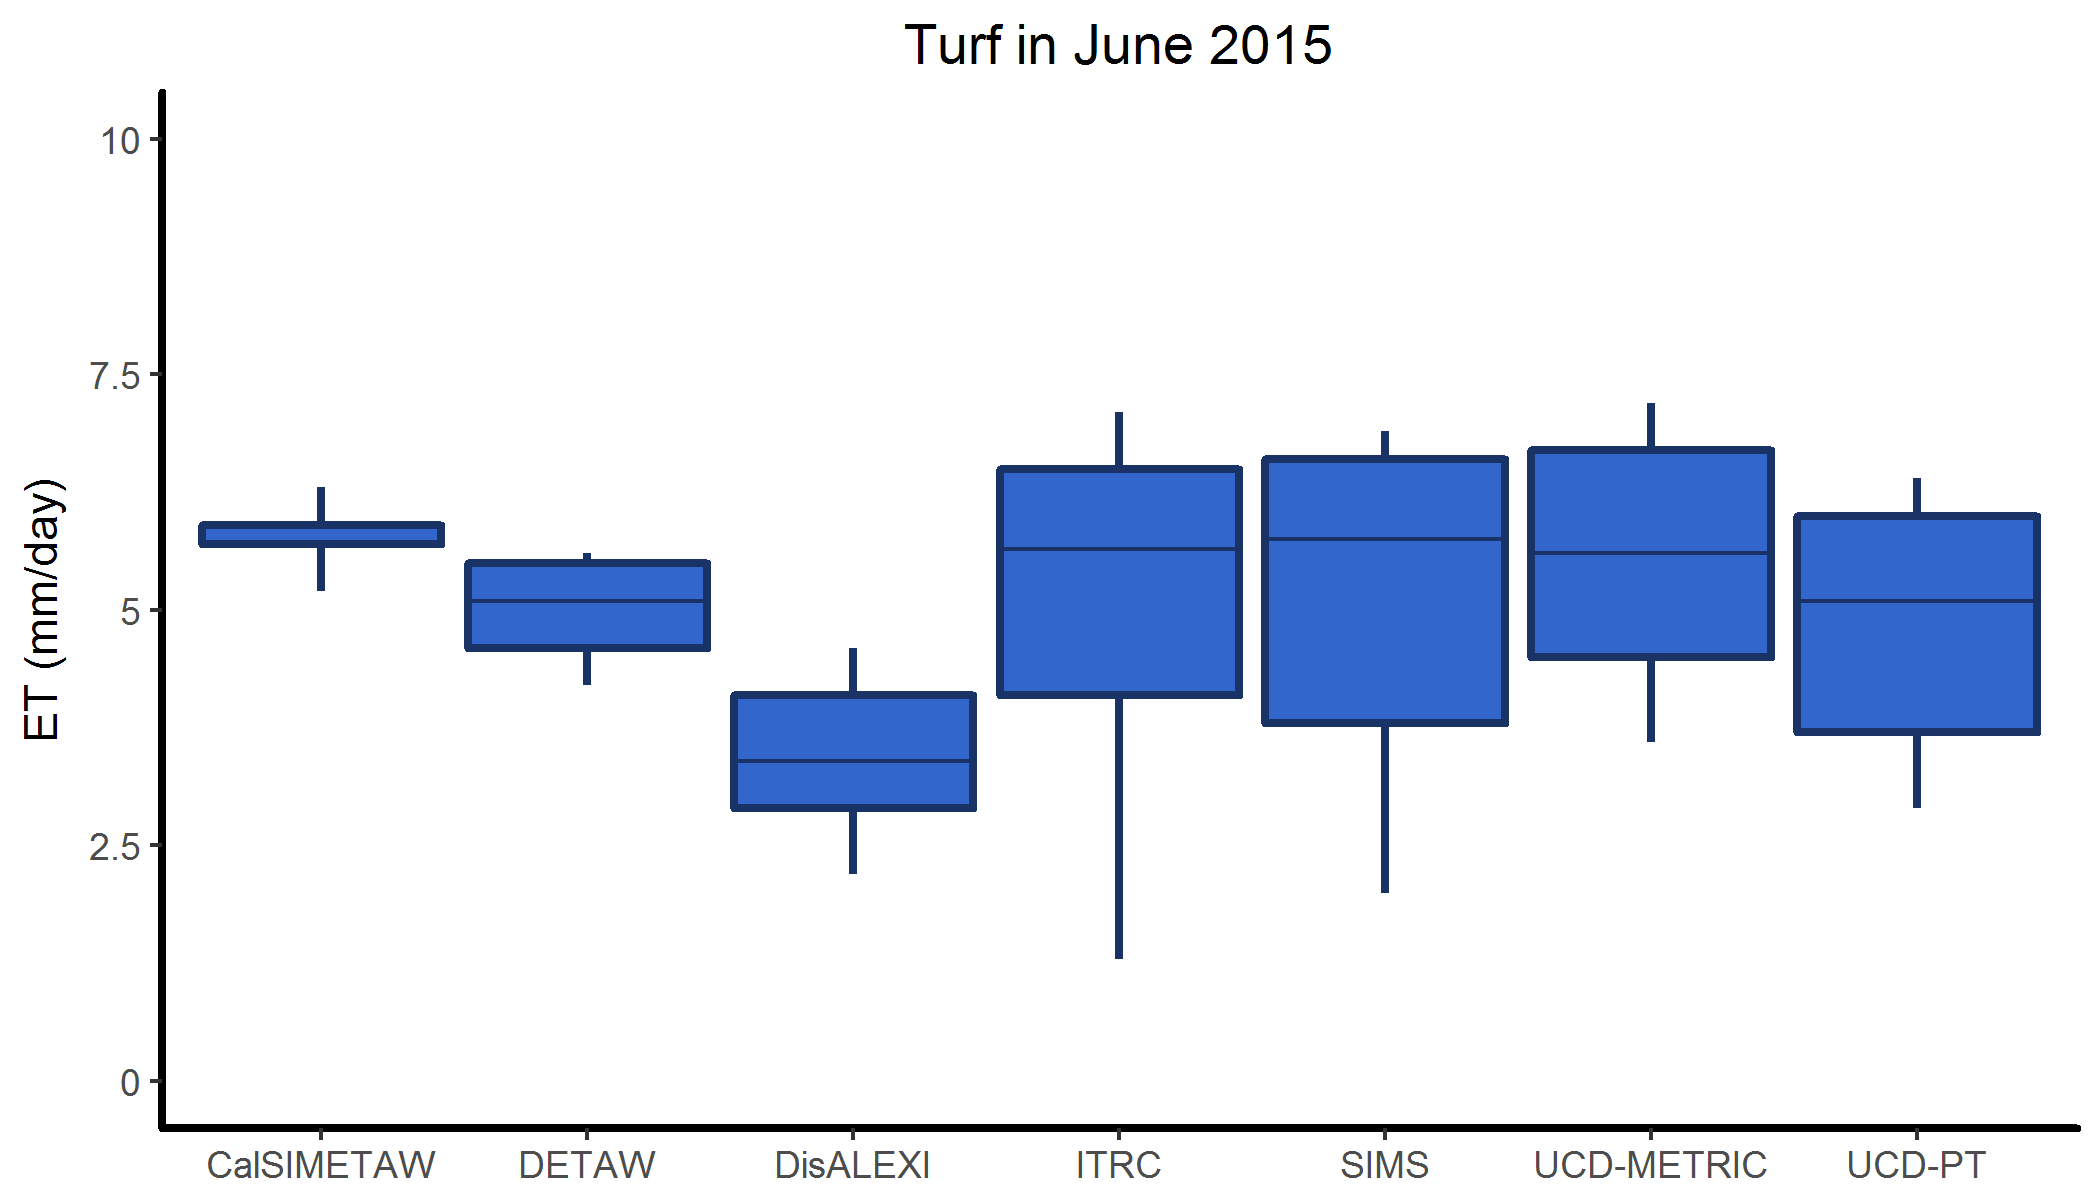 Turf in June 2015
10
7.5
5
2.5
0
ET (mm/day)
CalSIMETAW DETAW DisALEXI ITRC SIMS UCD-METRIC UCD-PT